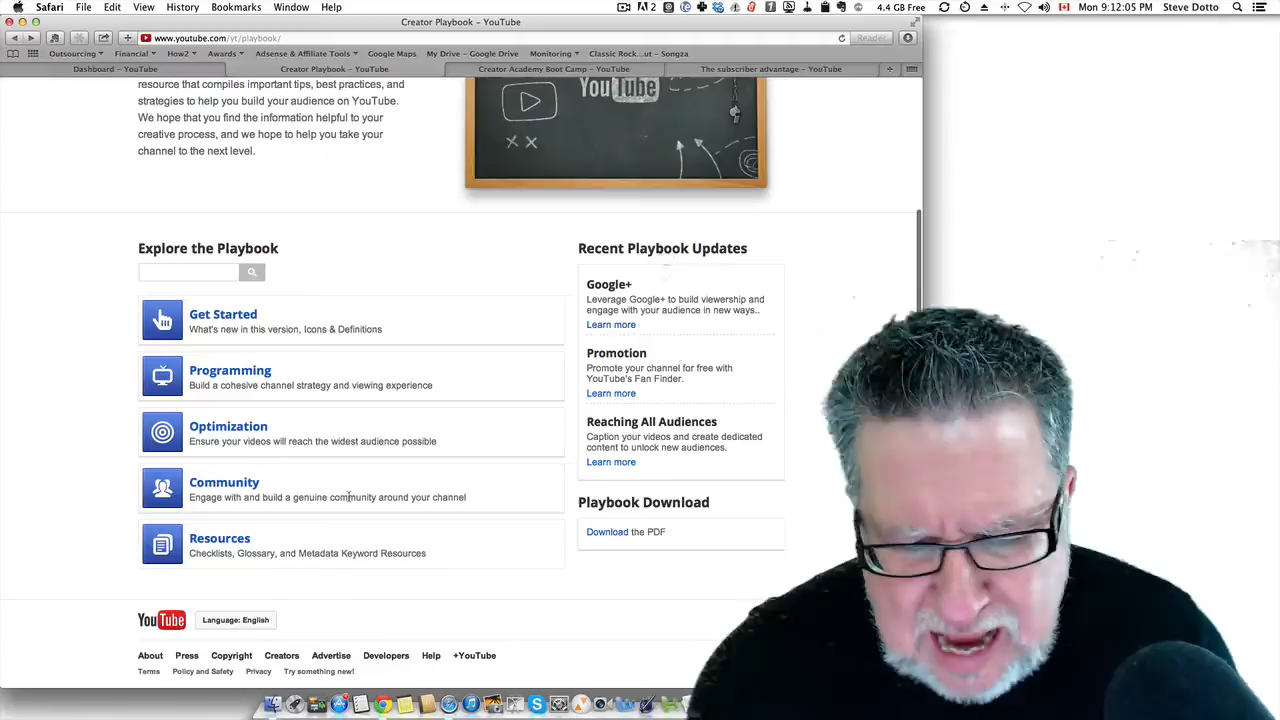 Safari File Edit View History Bookmarks Window Help
2 4.4 GB Free Mon 9:12:05 PM Steve Dotto
Creator Playbook – YouTube
www.youtube.com/yt/playbook/
Reader
Outsourcing Financial How2 Awards Adsense & Affiliate Tools Google Maps My Drive – Google Drive Monitoring Classic Rock...ut – Songza
Dashboard – YouTube Creator Playbook – YouTube Creator Academy Boot Camp – YouTube The subscriber advantage – YouTube
resource that compiles important tips, best practices, and
strategies to help you build your audience on YouTube.
We hope that you find the information helpful to your
creative process, and we hope to help you take your
channel to the next level.
YouTube
Explore the Playbook
Get Started
What's new in this version, Icons & Definitions
Programming
Build a cohesive channel strategy and viewing experience
Optimization
Ensure your videos will reach the widest audience possible
Community
Engage with and build a genuine community around your channel
Resources
Checklists, Glossary, and Metadata Keyword Resources
Recent Playbook Updates
Google+
Leverage Google+ to build viewership and
engage with your audience in new ways..
Learn more
Promotion
Promote your channel for free with
YouTube's Fan Finder.
Learn more
Reaching All Audiences
Caption your videos and create dedicated
content to unlock new audiences.
Learn more
Playbook Download
Download the PDF
YouTube Language: English
About Press Copyright Creators Advertise Developers Help +YouTube
Terms Policy and Safety Privacy Try something new!